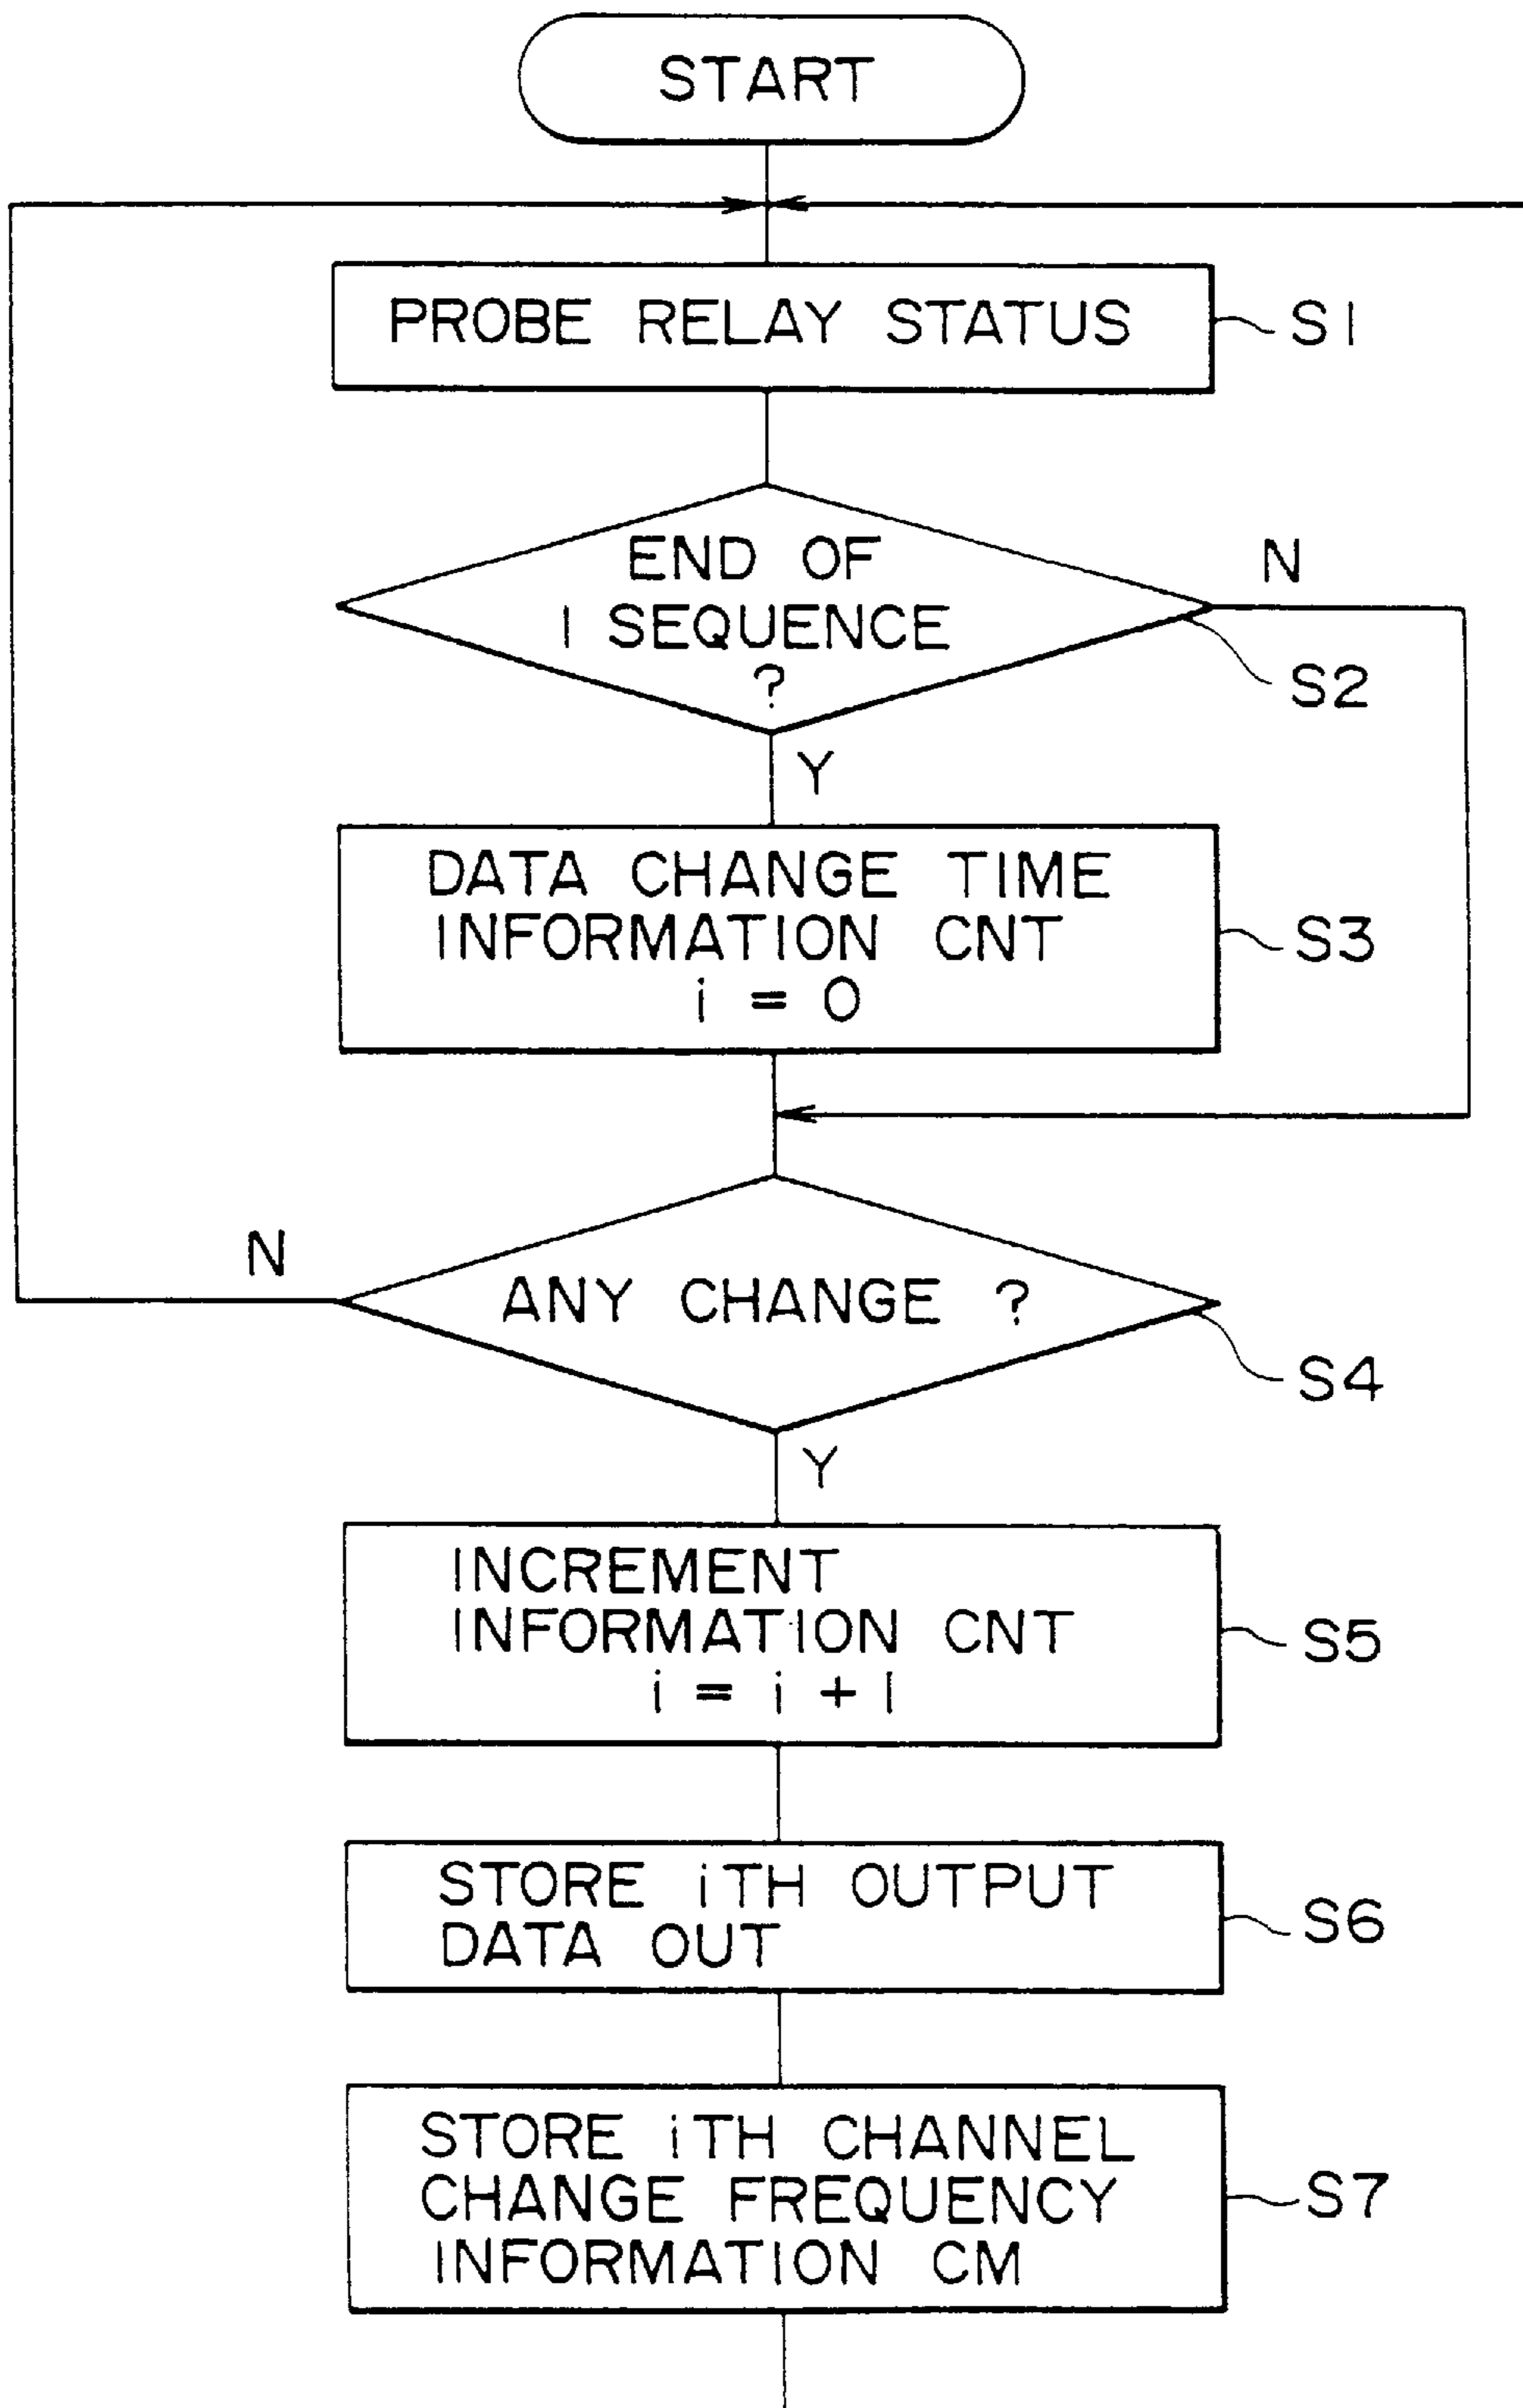 START
PROBE RELAY STATUS
S1
END OF
1 SEQUENCE
?
N
S2
Y
DATA CHANGE TIME
INFORMATION CNT
i = 0
S3
N
ANY CHANGE ?
S4
Y
INCREMENT
INFORMATION CNT
i = i + 1
S5
STORE iTH OUTPUT
DATA OUT
S6
STORE iTH CHANNEL
CHANGE FREQUENCY
INFORMATION CM
S7